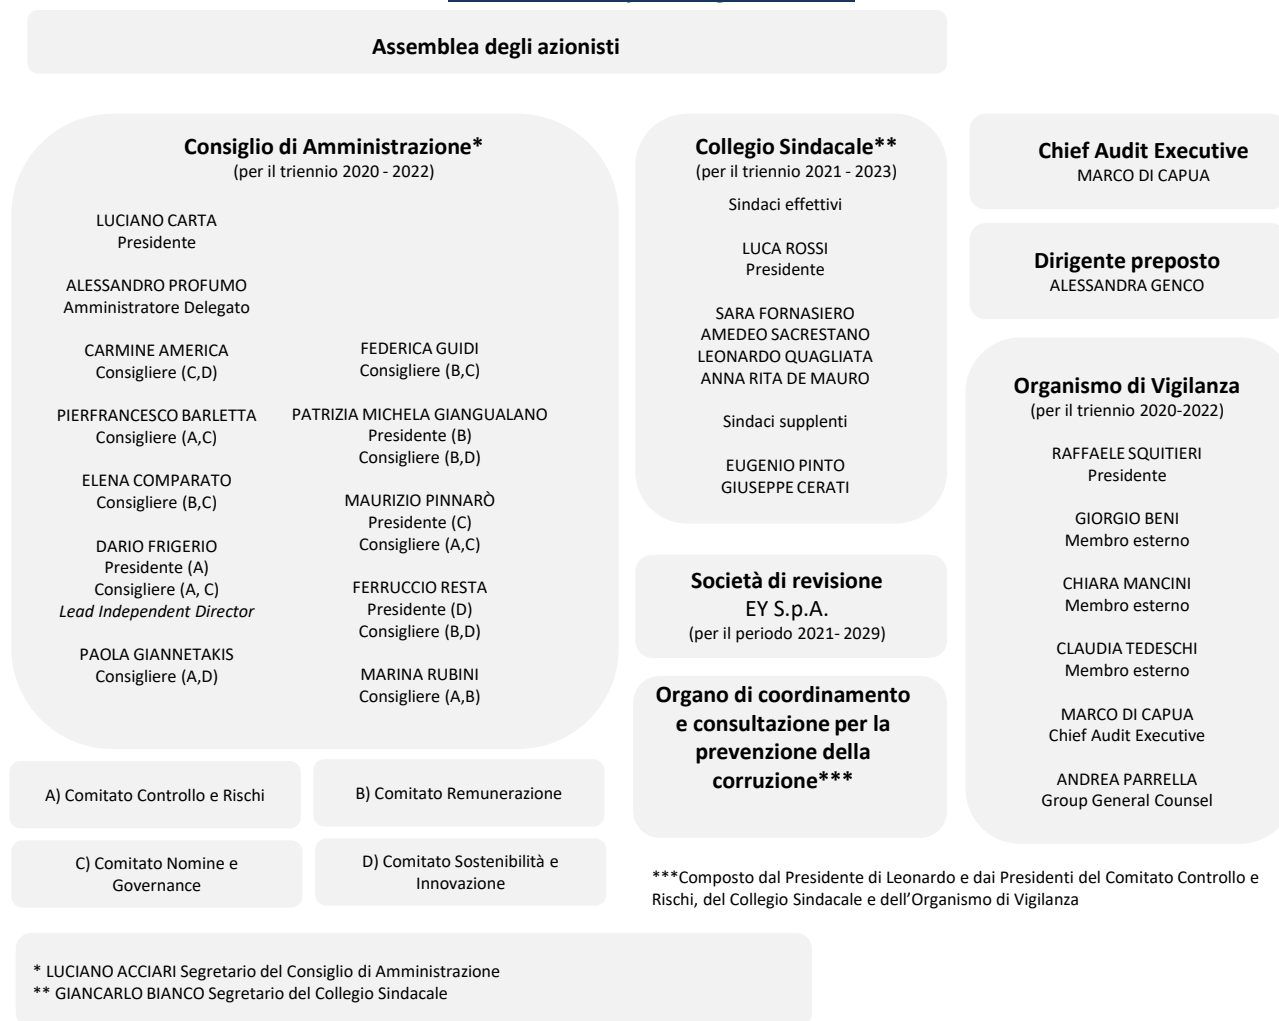 Assemblea degli azionisti
Consiglio di Amministrazione*
(per il triennio 2020 - 2022)
LUCIANO CARTA
Presidente
ALESSANDRO PROFUMO
Amministratore Delegato
CARMINE AMERICA
Consigliere (C,D)
PIERFRANCESCO BARLETTA
Consigliere (A,C)
ELENA COMPARATO
Consigliere (B,C)
DARIO FRIGERIO
Presidente (A)
Consigliere (A, C)
Lead Independent Director
PAOLA GIANNETAKIS
Consigliere (A,D)
FEDERICA GUIDI
Consigliere (B,C)
PATRIZIA MICHELA GIANGUALANO
Presidente (B)
Consigliere (B,D)
MAURIZIO PINNARÒ
Presidente (C)
Consigliere (A,C)
FERRUCCIO RESTA
Presidente (D)
Consigliere (B,D)
MARINA RUBINI
Consigliere (A,B)
A) Comitato Controllo e Rischi
B) Comitato Remunerazione
C) Comitato Nomine e
Governance
D) Comitato Sostenibilità e
Innovazione
Collegio Sindacale**
(per il triennio 2021 - 2023)
Sindaci effettivi
LUCA ROSSI
Presidente
SARA FORNASIERO
AMEDEO SACRESTANO
LEONARDO QUAGLIATA
ANNA RITA DE MAURO
Sindaci supplenti
EUGENIO PINTO
GIUSEPPE CERATI
Società di revisione
EY S.p.A.
(per il periodo 2021- 2029)
Organo di coordinamento
e consultazione per la
prevenzione della
corruzione***
Chief Audit Executive
MARCO DI CAPUA
Dirigente preposto
ALESSANDRA GENCO
Organismo di Vigilanza
(per il triennio 2020-2022)
RAFFAELE SQUITIERI
Presidente
GIORGIO BENI
Membro esterno
CHIARA MANCINI
Membro esterno
CLAUDIA TEDESCHI
Membro esterno
MARCO DI CAPUA
Chief Audit Executive
ANDREA PARRELLA
Group General Counsel
***Composto dal Presidente di Leonardo e dai Presidenti del Comitato Controllo e
Rischi, del Collegio Sindacale e dell'Organismo di Vigilanza
* LUCIANO ACCIARI Segretario del Consiglio di Amministrazione
** GIANCARLO BIANCO Segretario del Collegio Sindacale